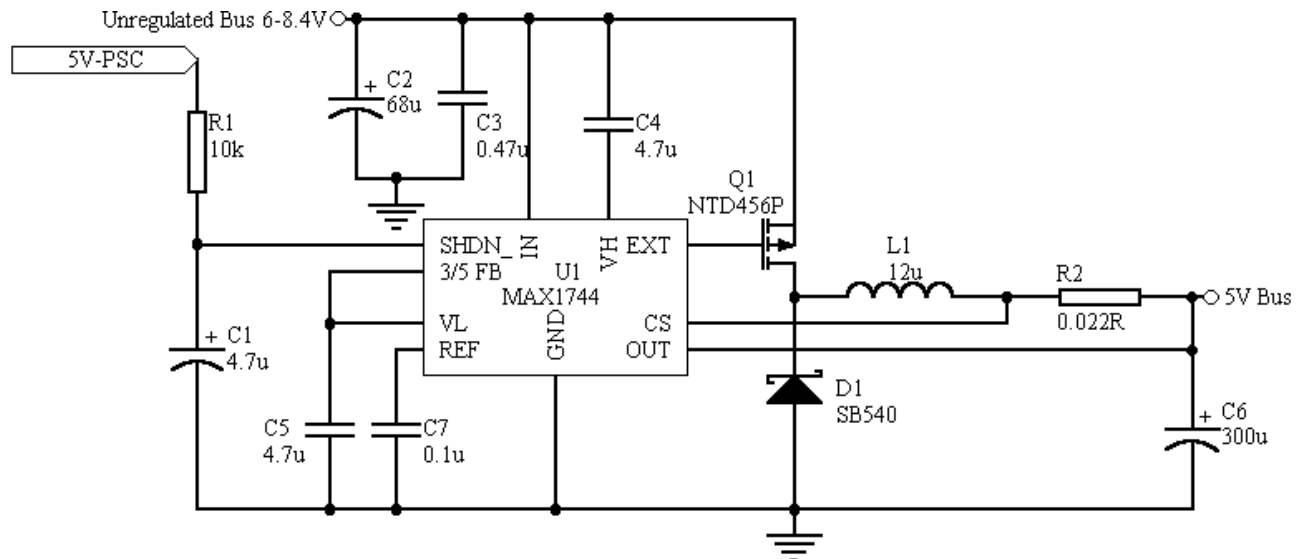 Unregulated Bus 6-8.4V
5V-PSC
R1
10k
+
C2
68u
C3
0.47u
C4
4.7u
Q1
NTD456P
SHDN_
IN
VH
EXT
3/5 FB
U1
MAX1744
VL
REF
GND
CS
OUT
L1
12u
R2
0.022R
5V Bus
+
C1
4.7u
C5
4.7u
C7
0.1u
D1
SB540
+
C6
300u